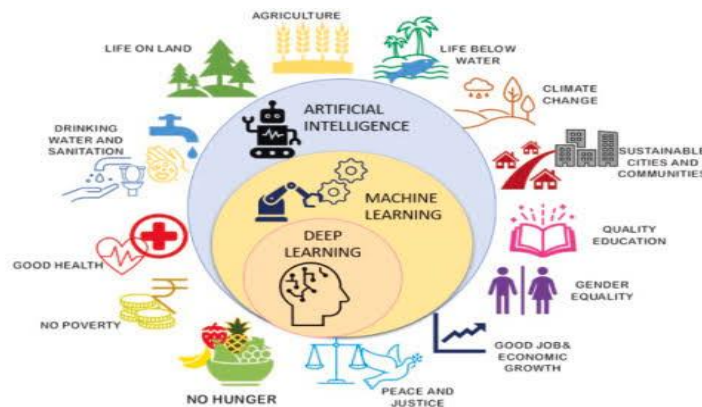 AGRICULTURE
LIFE ON LAND
LIFE BELOW
WATER
CLIMATE
CHANGE
ARTIFICIAL
INTELLIGENCE
DRINKING
WATER AND
SANITATION
SUSTAINABLE
CITIES AND
COMMUNITIES
MACHINE
LEARNING
DEEP
LEARNING
QUALITY
EDUCATION
GOOD HEALTH
GENDER
EQUALITY
NO POVERTY
GOOD JOB&
ECONOMIC
GROWTH
NO HUNGER
PEACE AND
JUSTICE